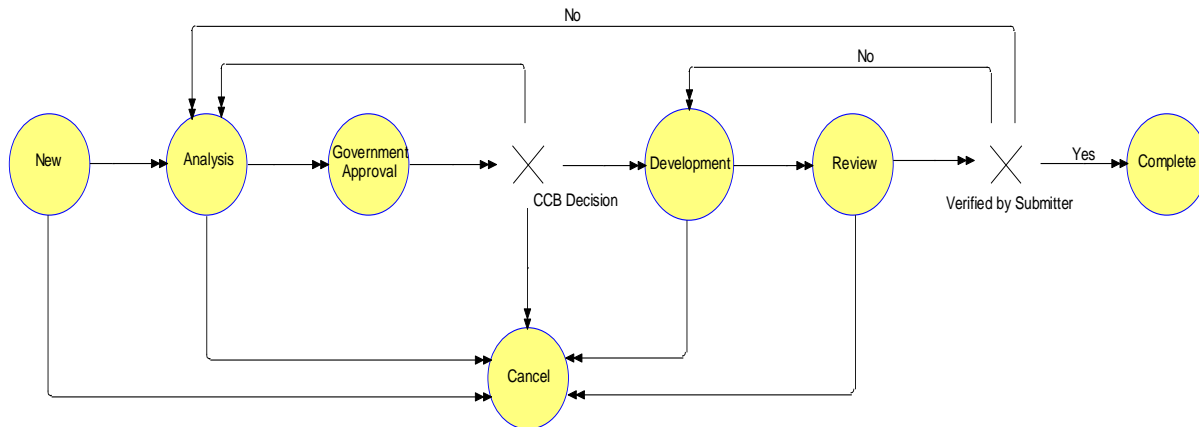 No
No
New
Analysis
Government
Approval
CCB Decision
Development
Review
Verified by Submitter
Yes
Complete
Cancel